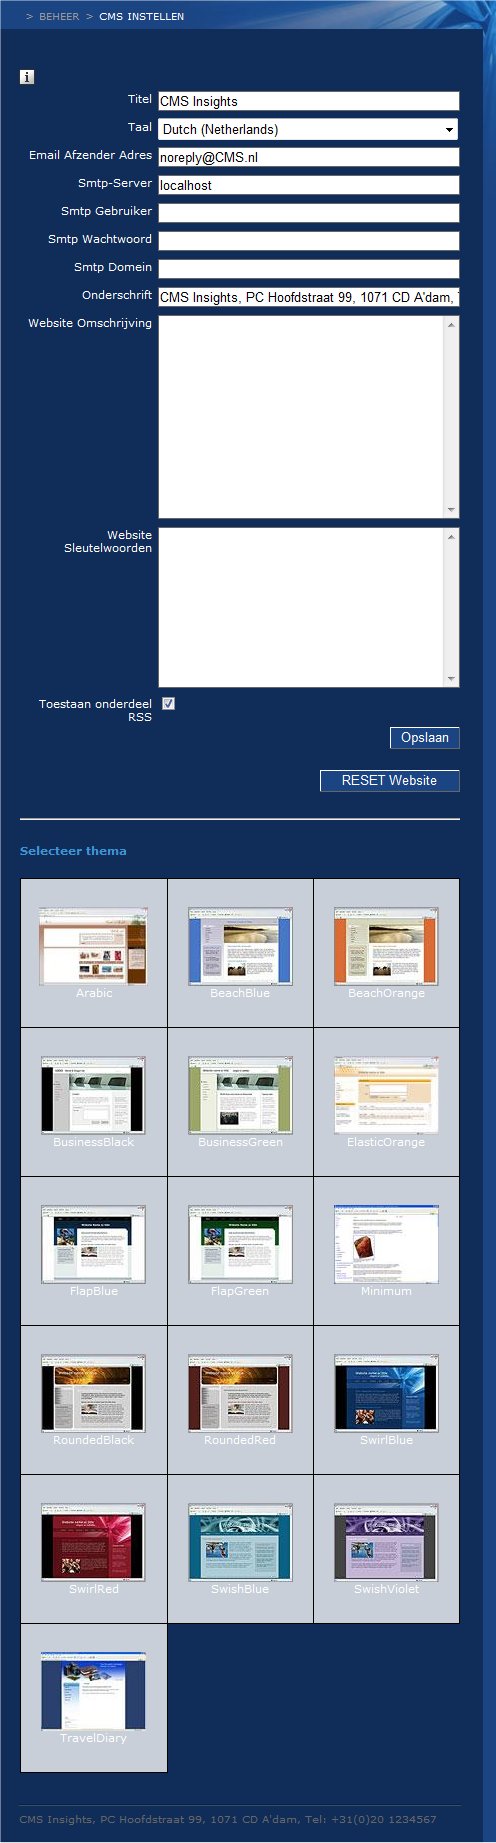 > BEHEER > CMS INSTELLEN
i
Titel CMS Insights
Taal Dutch (Netherlands)
Email Afzender Adres noreply@CMS.nl
Smtp-Server localhost
Smtp Gebruiker
Smtp Wachtwoord
Smtp Domein
Onderschrift CMS Insights, PC Hoofdstraat 99, 1071 CD A'dam,
Website Omschrijving
Website
Sleutelwoorden
Toestaan onderdeel
RSS
Opslaan
RESET Website
Selecteer thema
Arabic BeachBlue BeachOrange
BusinessBlack BusinessGreen ElasticOrange
FlapBlue FlapGreen Minimum
RoundedBlack RoundedRed SwirlBlue
SwirlRed SwishBlue SwishViolet
TravelDiary
CMS Insights, PC Hoofdstraat 99, 1071 CD A'dam, Tel: +31(0)20 1234567